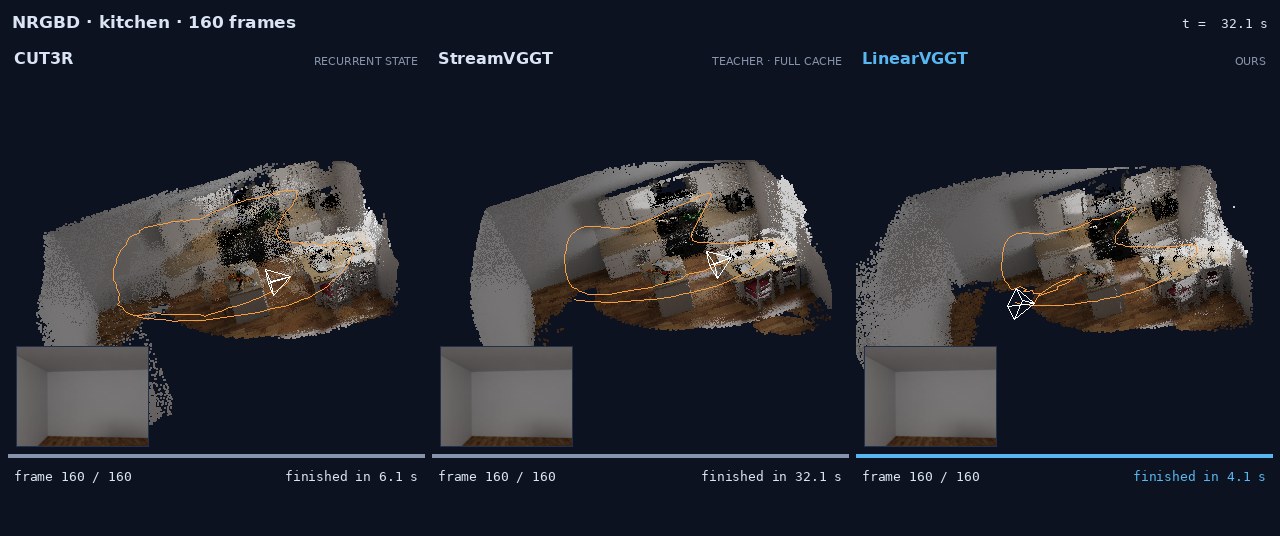 NRGBD · kitchen · 160 frames
t =  32.1 s
CUT3R
RECURRENT STATE
StreamVGGT
TEACHER · FULL CACHE
LinearVGGT
OURS
frame 160 / 160
finished in 6.1 s
frame 160 / 160
finished in 32.1 s
frame 160 / 160
finished in 4.1 s